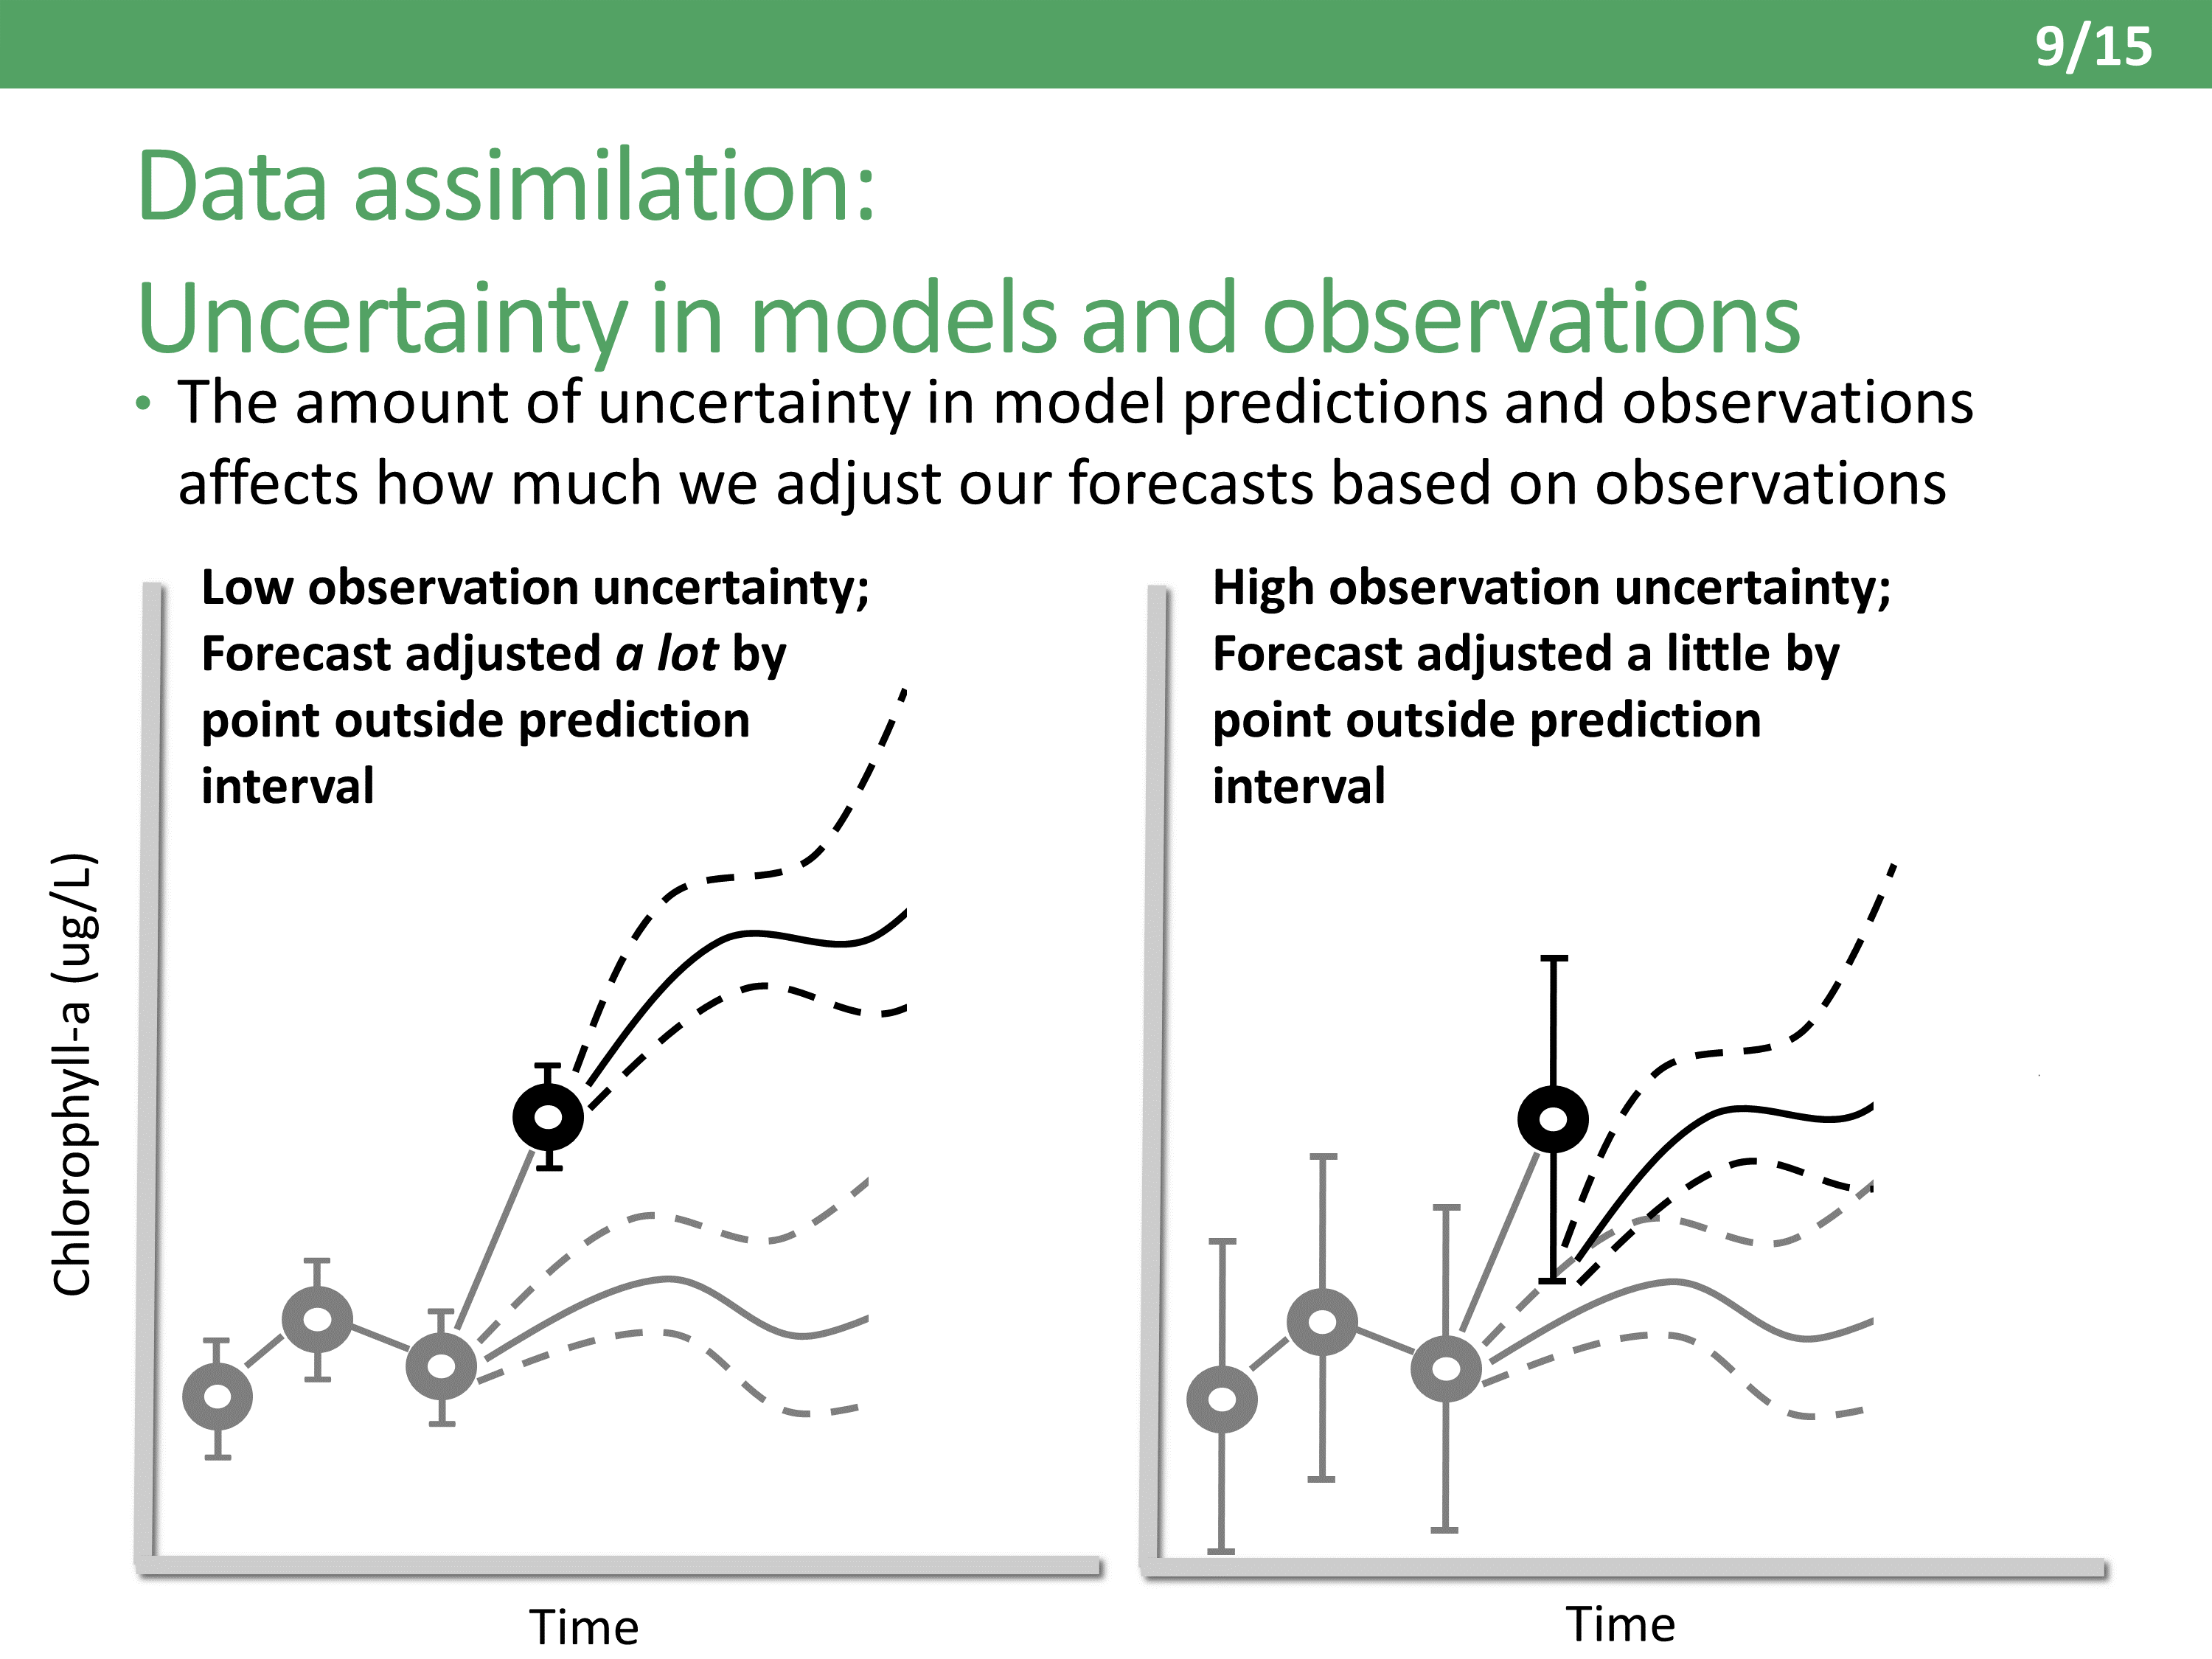 9/15
Data assimilation:
Uncertainty in models and observations
• The amount of uncertainty in model predictions and observations
affects how much we adjust our forecasts based on observations
Low observation uncertainty;
Forecast adjusted a lot by
point outside prediction
interval
High observation uncertainty;
Forecast adjusted a little by
point outside prediction
interval
Chlorophyll-a (ug/L)
Time
Time